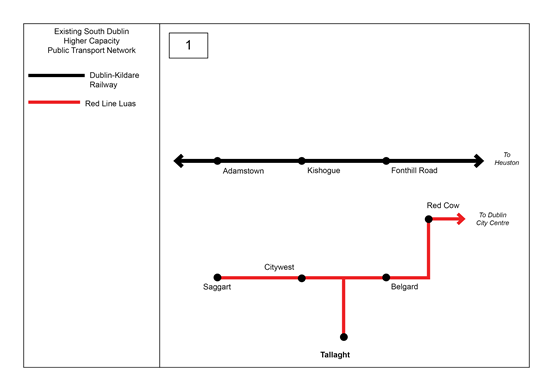 Existing South Dublin
Higher Capacity
Public Transport Network
Dublin-Kildare
Railway
Red Line Luas
1
To
Heuston
Adamstown
Kishogue
Fonthill Road
Red Cow
To Dublin
City Centre
Citywest
Saggart
Belgard
Tallaght